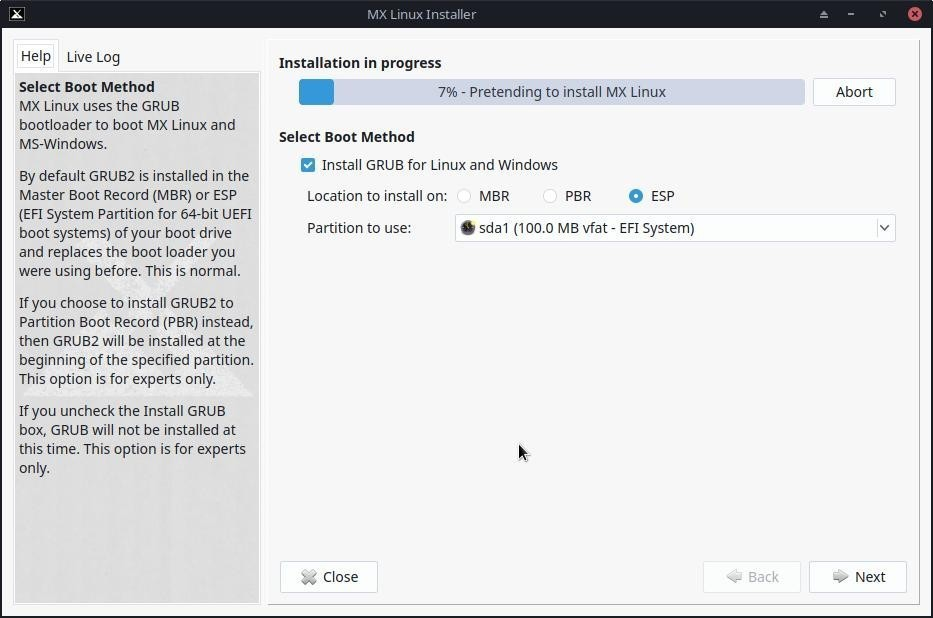 MX Linux Installer
Help
Live Log
Select Boot Method
MX Linux uses the GRUB
bootloader to boot MX Linux and
MS-Windows.
By default GRUB2 is installed in the
Master Boot Record (MBR) or ESP
(EFI System Partition for 64-bit UEFI
boot systems) of your boot drive
and replaces the boot loader you
were using before. This is normal.
If you choose to install GRUB2 to
Partition Boot Record (PBR) instead,
then GRUB2 will be installed at the
beginning of the specified partition.
This option is for experts only.
If you uncheck the Install GRUB
box, GRUB will not be installed at
this time. This option is for experts
only.
Installation in progress
7% - Pretending to install MX Linux
Abort
Select Boot Method
Install GRUB for Linux and Windows
Location to install on: MBR PBR ESP
Partition to use: sda1 (100.0 MB vfat - EFI System)
Close
Back
Next